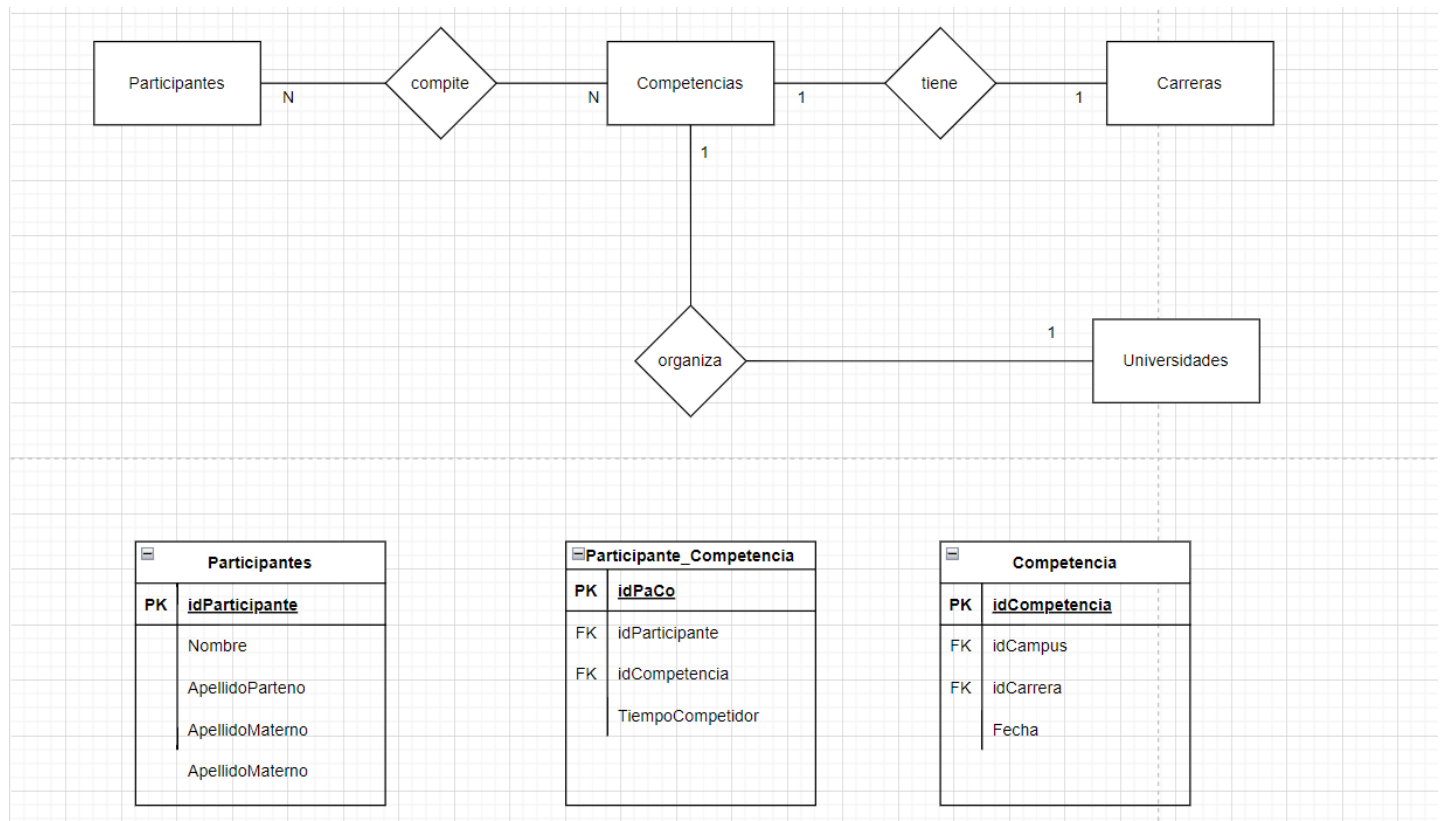 Participantes
compite
Competencias
tiene
Carreras
N
N
1
1
1
1
organiza
Universidades
Participantes
PK idParticipante
Nombre
ApellidoParteno
ApellidoMaterno
ApellidoMaterno
Participante_Competencia
PK idPaCo
FK idParticipante
FK idCompetencia
TiempoCompetidor
Competencia
PK idCompetencia
FK idCampus
FK idCarrera
Fecha